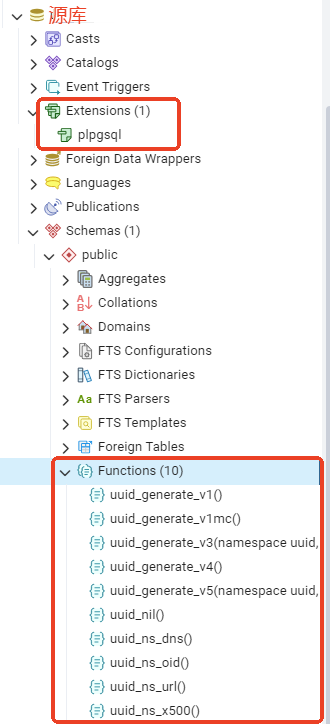 源库
Casts
Catalogs
Event Triggers
Extensions (1)
plpgsql
Foreign Data Wrappers
Languages
Publications
Schemas (1)
public
Aggregates
Collations
Domains
FTS Configurations
FTS Dictionaries
Aa FTS Parsers
FTS Templates
Foreign Tables
Functions (10)
uuid_generate_v1()
uuid_generate_v1mc()
uuid_generate_v3(namespace uuid,
uuid_generate_v4()
uuid_generate_v5(namespace uuid,
uuid_nil()
uuid_ns_dns()
uuid_ns_oid()
uuid_ns_url()
uuid_ns_x500()